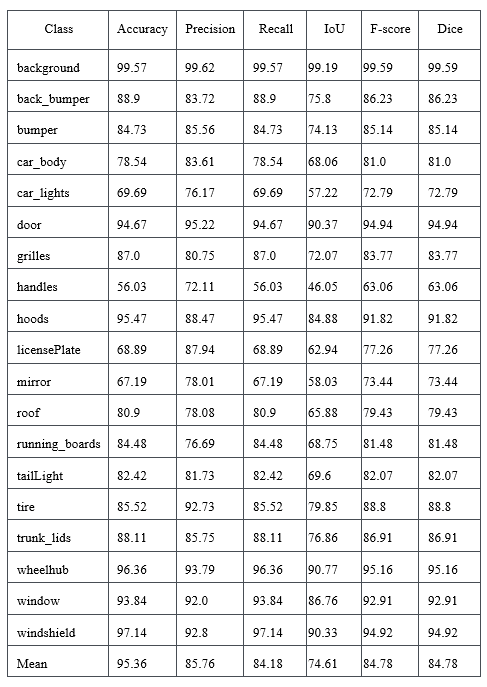 Class Accuracy Precision Recall IoU F-score Dice
background 99.57 99.62 99.57 99.19 99.59 99.59
back_bumper 88.9 83.72 88.9 75.8 86.23 86.23
bumper 84.73 85.56 84.73 74.13 85.14 85.14
car_body 78.54 83.61 78.54 68.06 81.0 81.0
car_lights 69.69 76.17 69.69 57.22 72.79 72.79
door 94.67 95.22 94.67 90.37 94.94 94.94
grilles 87.0 80.75 87.0 72.07 83.77 83.77
handles 56.03 72.11 56.03 46.05 63.06 63.06
hoods 95.47 88.47 95.47 84.88 91.82 91.82
licensePlate 68.89 87.94 68.89 62.94 77.26 77.26
mirror 67.19 78.01 67.19 58.03 73.44 73.44
roof 80.9 78.08 80.9 65.88 79.43 79.43
running_boards 84.48 76.69 84.48 68.75 81.48 81.48
tailLight 82.42 81.73 82.42 69.6 82.07 82.07
tire 85.52 92.73 85.52 79.85 88.8 88.8
trunk_lids 88.11 85.75 88.11 76.86 86.91 86.91
wheelhub 96.36 93.79 96.36 90.77 95.16 95.16
window 93.84 92.0 93.84 86.76 92.91 92.91
windshield 97.14 92.8 97.14 90.33 94.92 94.92
Mean 95.36 85.76 84.18 74.61 84.78 84.78